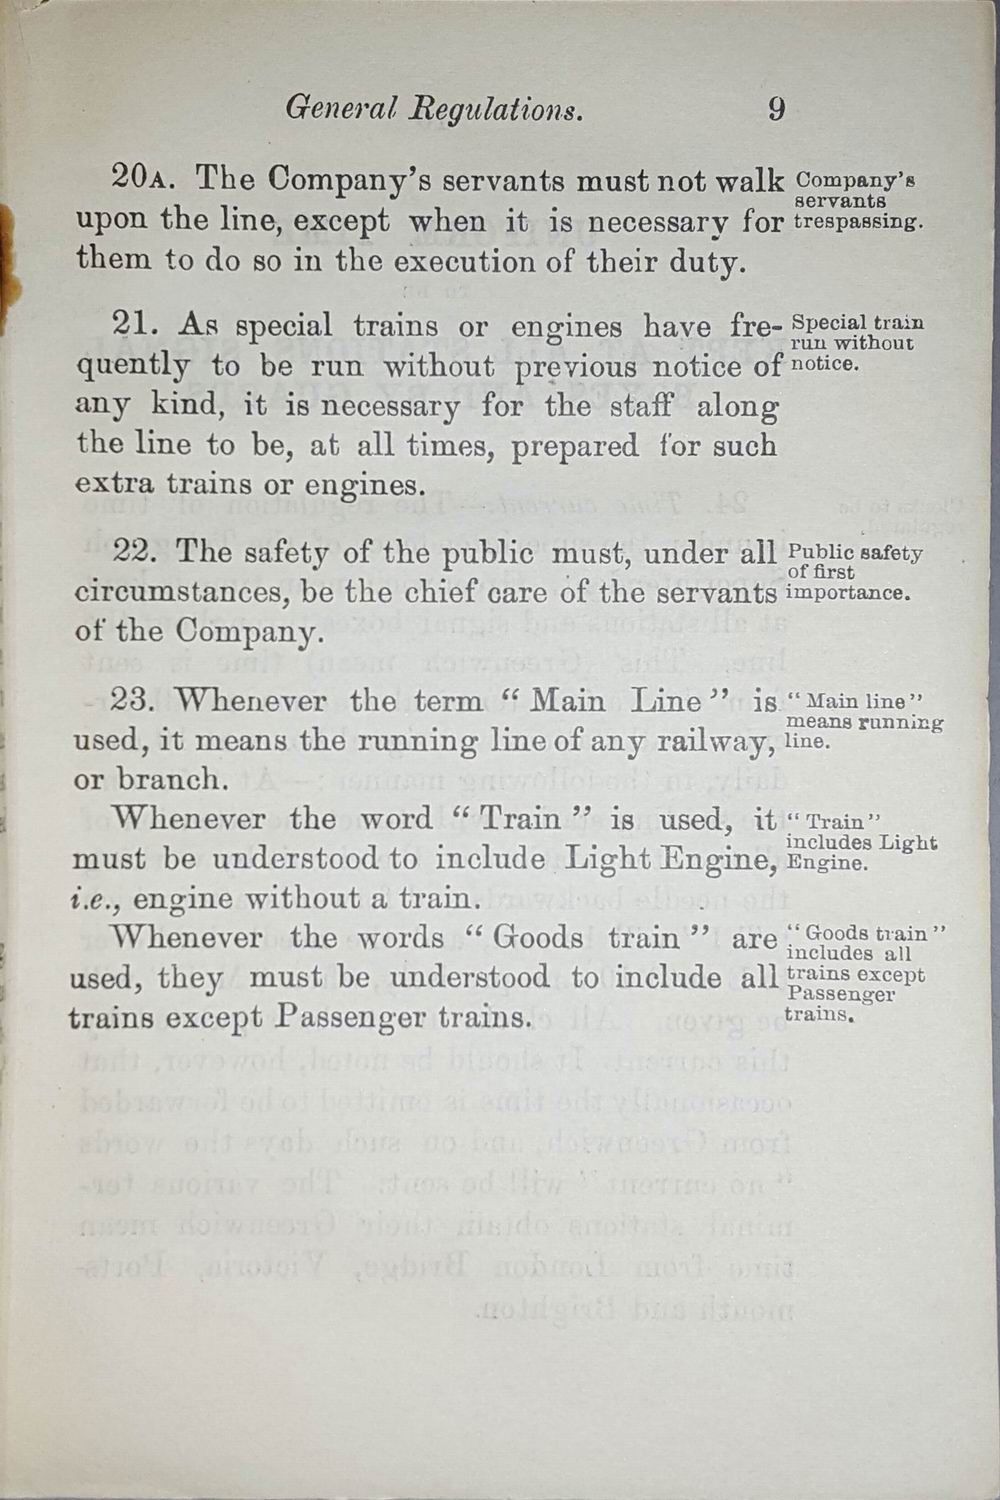 General Regulations. 9
20A. The Company's servants must not walk
upon the line, except when it is necessary for
them to do so in the execution of their duty.
Company's
servants
trespassing.
21. As special trains or engines have fre-
quently to be run without previous notice of
any kind, it is necessary for the staff along
the line to be, at all times, prepared for such
extra trains or engines.
Special train
run without
notice.
22. The safety of the public must, under all
circumstances, be the chief care of the servants
of the Company.
Public safety
of first
importance.
23. Whenever the term “ Main Line ” is
used, it means the running line of any railway,
or branch.
“ Main line ”
means running
line.
Whenever the word “ Train ” is used, it
must be understood to include Light Engine,
i.e., engine without a train.
“ Train ”
includes Light
Engine.
Whenever the words “ Goods train ” are
used, they must be understood to include all
trains except Passenger trains.
“ Goods train ”
includes all
trains except
Passenger
trains.